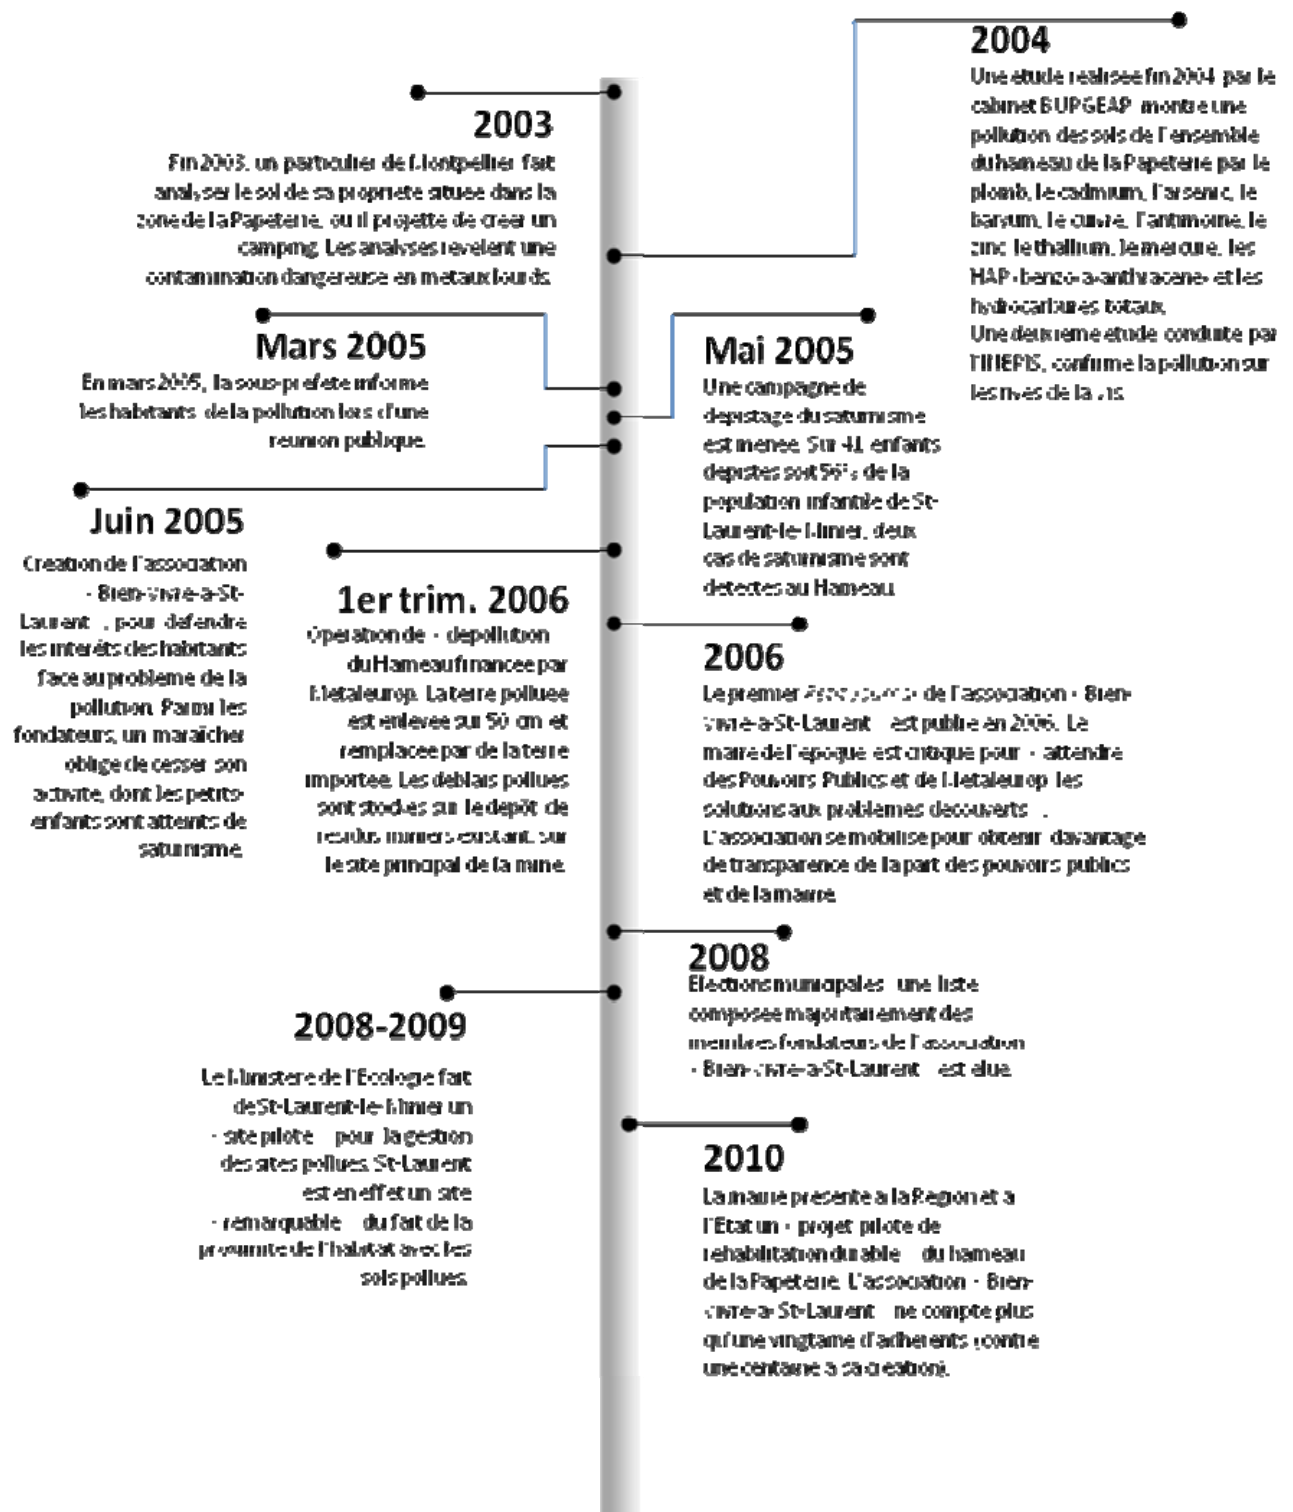 2003
Fin 2003, un particulier de Montpellier fait
analyser le sol de sa propriété située dans la
zone de la Papeterie, où il projette de créer un
camping. Les analyses révèlent une
contamination dangereuse en métaux lourds.
2004
Une étude réalisée fin 2004 par le
cabinet BURGEAP montre une
pollution des sols de l'ensemble
du hameau de la Papeterie par le
plomb, le cadmium, l'arsenic, le
baryum, le cuivre, l'antimoine, le
zinc, le thallium, le mercure, les
HAP (benzo-a-anthracène) et les
hydrocarbures totaux.
Une deuxième étude conduite par
l'INERIS, confirme la pollution sur
les rives de la Vis.
Mars 2005
En mars 2005, la sous-préfète informe
les habitants de la pollution lors d'une
réunion publique.
Mai 2005
Une campagne de
dépistage du saturnisme
est menée. Sur 41 enfants
dépistés soit 56% de la
population infantile de St-
Laurent-le-Minier, deux
cas de saturnisme sont
détectés au Hameau.
Juin 2005
Création de l'association
« Bien-vivre-à-St-
Laurent », pour défendre
les intérêts des habitants
face au problème de la
pollution. Parmi les
fondateurs, un maraîcher
obligé de cesser son
activité, dont les petits-
enfants sont atteints de
saturnisme.
1er trim. 2006
Opération de « dépollution »
du Hameau financée par
Metaleurop. La terre polluée
est enlevée sur 50 cm et
remplacée par de la terre
importée. Les déblais pollués
sont stockés sur le dépôt de
résidus miniers existant, sur
le site principal de la mine.
2006
Le premier de l'association « Bien-
vivre-à-St-Laurent » est publié en 2006. Le
maire de l'époque est critiqué pour « attendre
des Pouvoirs Publics et de Metaleurop les
solutions aux problèmes découverts ».
L'association se mobilise pour obtenir davantage
de transparence de la part des pouvoirs publics
et de la mairie.
2008
Élections municipales : une liste
composée majoritairement des
membres fondateurs de l'association
« Bien-vivre-à-St-Laurent » est élue.
2008-2009
Le Ministère de l'Ecologie fait
de St-Laurent-le-Minier un
« site pilote » pour la gestion
des sites pollués. St-Laurent
est en effet un site
« remarquable » du fait de la
proximité de l'habitat avec les
sols pollués.
2010
La mairie présente à la Région et à
l'Etat un « projet pilote de
réhabilitation durable » du hameau
de la Papeterie. L'association « Bien-
vivre-à-St-Laurent » ne compte plus
qu'une vingtaine d'adhérents (contre
une centaine à sa création).